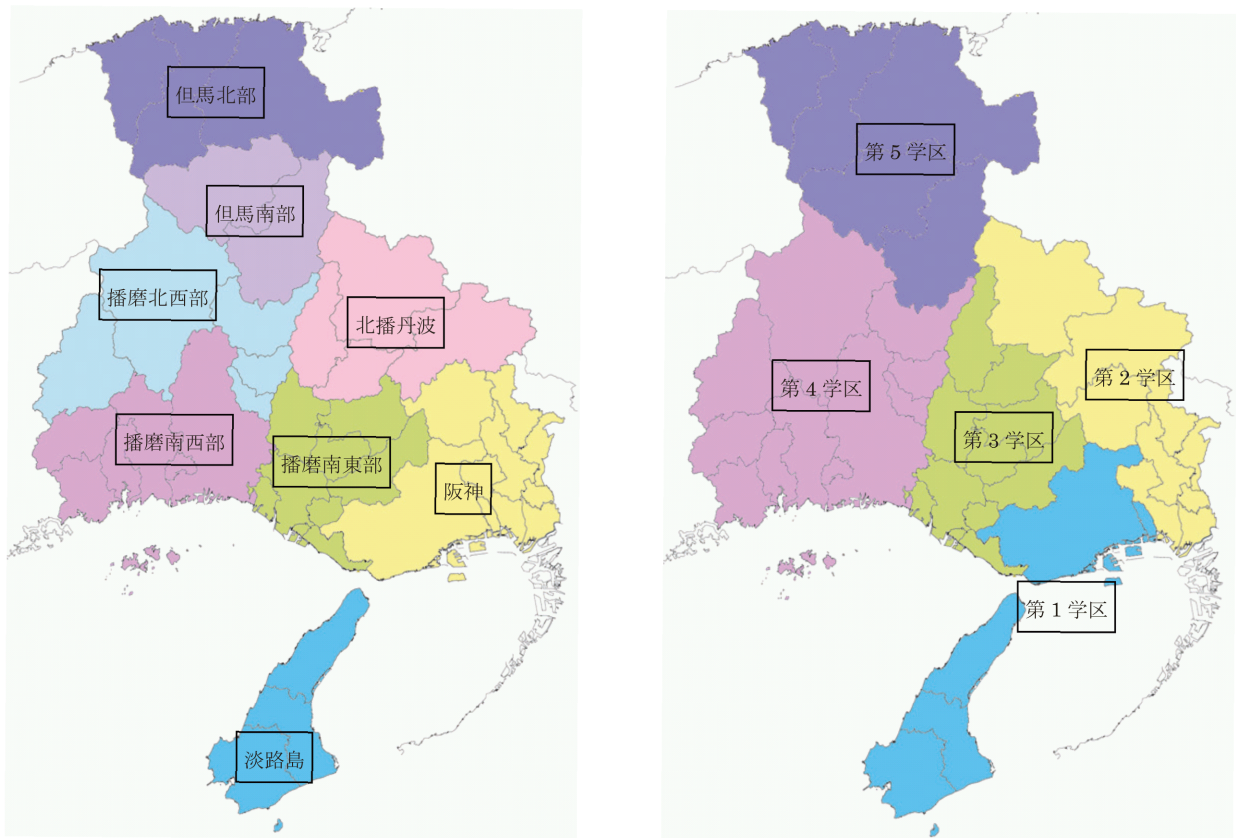 但馬北部
但馬南部
播磨北西部
北播丹波
播磨南西部
播磨南東部
阪神
淡路島
第5学区
第4学区
第2学区
第3学区
第1学区